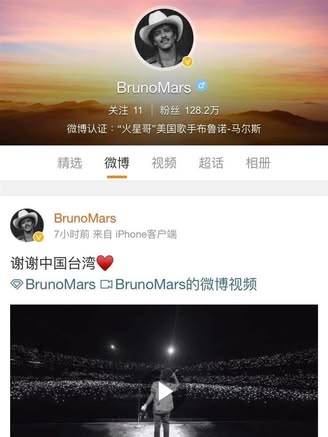 BrunoMars
关注 11 | 粉丝 128.2万
微博认证：“火星哥”美国歌手布鲁诺-马尔斯
精选 微博 视频 超话 相册
BrunoMars
7小时前 来自 iPhone客户端
谢谢中国台湾♥️
BrunoMars BrunoMars的微博视频